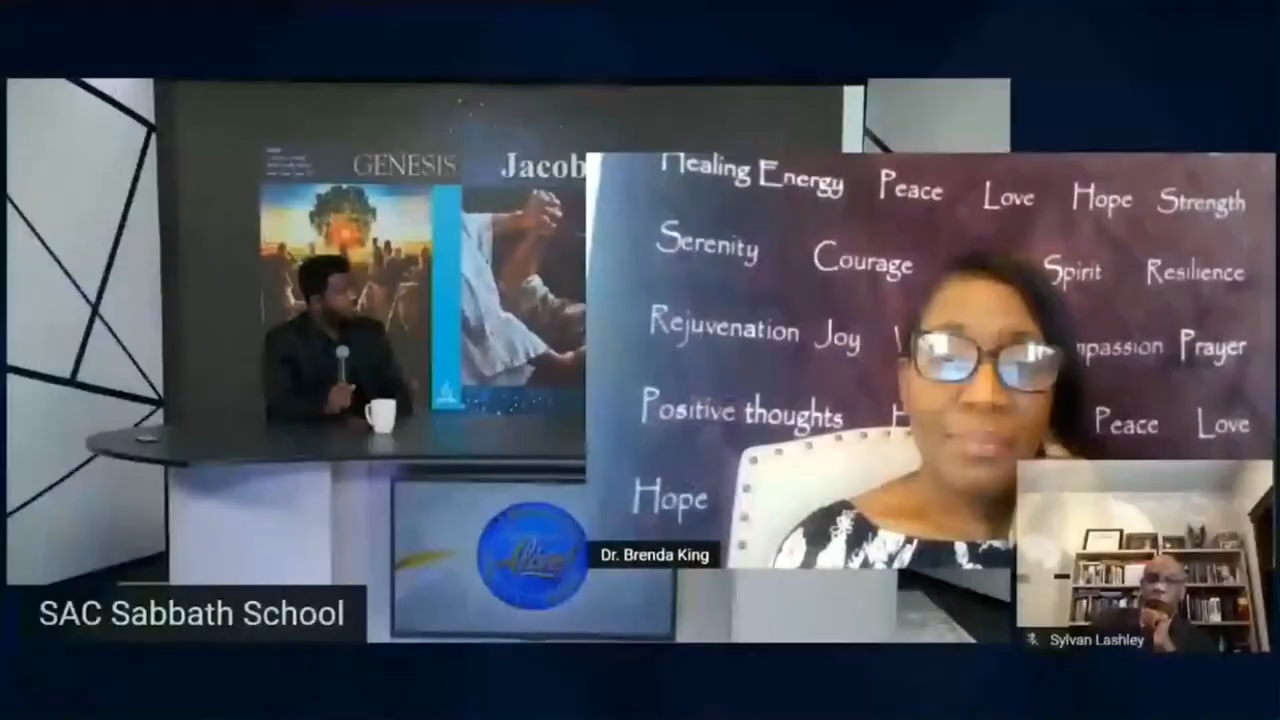 GENESIS
Jacob
Healing Energy Peace Love Hope Strength
Serenity Courage Spirit Resilience
Rejuvenation Joy Prayer
Positive thoughts Peace Love
Hope
Alive!
Dr. Brenda King
SAC Sabbath School
Sylvan Lashley